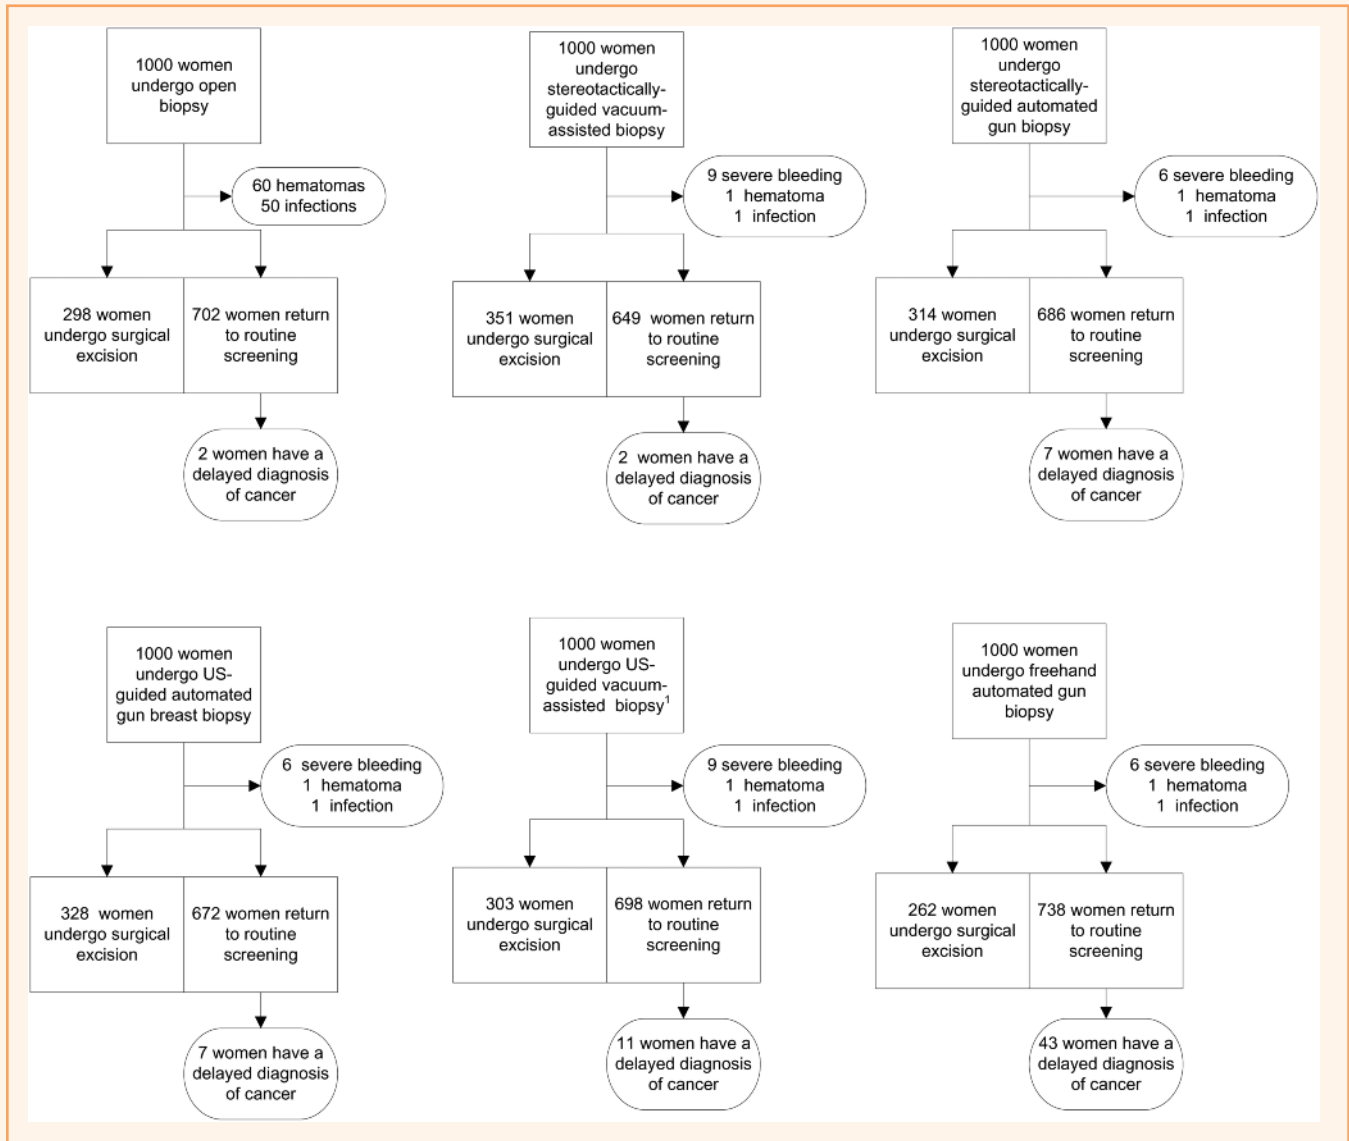 1000 women
undergo open
biopsy
60 hematomas
50 infections
298 women
undergo surgical
excision
702 women return
to routine
screening
2 women have a
delayed diagnosis
of cancer
1000 women
undergo
stereotactically-
guided vacuum-
assisted biopsy
9 severe bleeding
1 hematoma
1 infection
351 women
undergo surgical
excision
649 women return
to routine
screening
2 women have a
delayed diagnosis
of cancer
1000 women
undergo
stereotactically-
guided automated
gun biopsy
6 severe bleeding
1 hematoma
1 infection
314 women
undergo surgical
excision
686 women return
to routine
screening
7 women have a
delayed diagnosis
of cancer
1000 women
undergo US-
guided automated
gun breast biopsy
6 severe bleeding
1 hematoma
1 infection
328 women
undergo surgical
excision
672 women return
to routine
screening
7 women have a
delayed diagnosis
of cancer
1000 women
undergo US-
guided vacuum-
assisted biopsy¹
9 severe bleeding
1 hematoma
1 infection
303 women
undergo surgical
excision
698 women return
to routine
screening
11 women have a
delayed diagnosis
of cancer
1000 women
undergo freehand
automated gun
biopsy
6 severe bleeding
1 hematoma
1 infection
262 women
undergo surgical
excision
738 women return
to routine
screening
43 women have a
delayed diagnosis
of cancer